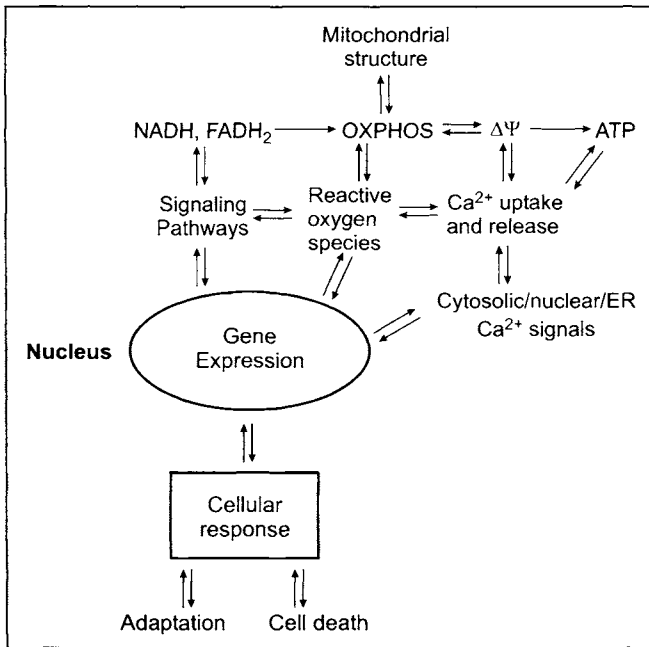 Mitochondrial
structure
NADH, FADH₂ OXPHOS ΔΨ ATP
Signaling
Pathways
Reactive
oxygen
species
Ca²⁺ uptake
and release
Cytosolic/nuclear/ER
Ca²⁺ signals
Nucleus
Gene
Expression
Cellular
response
Adaptation Cell death